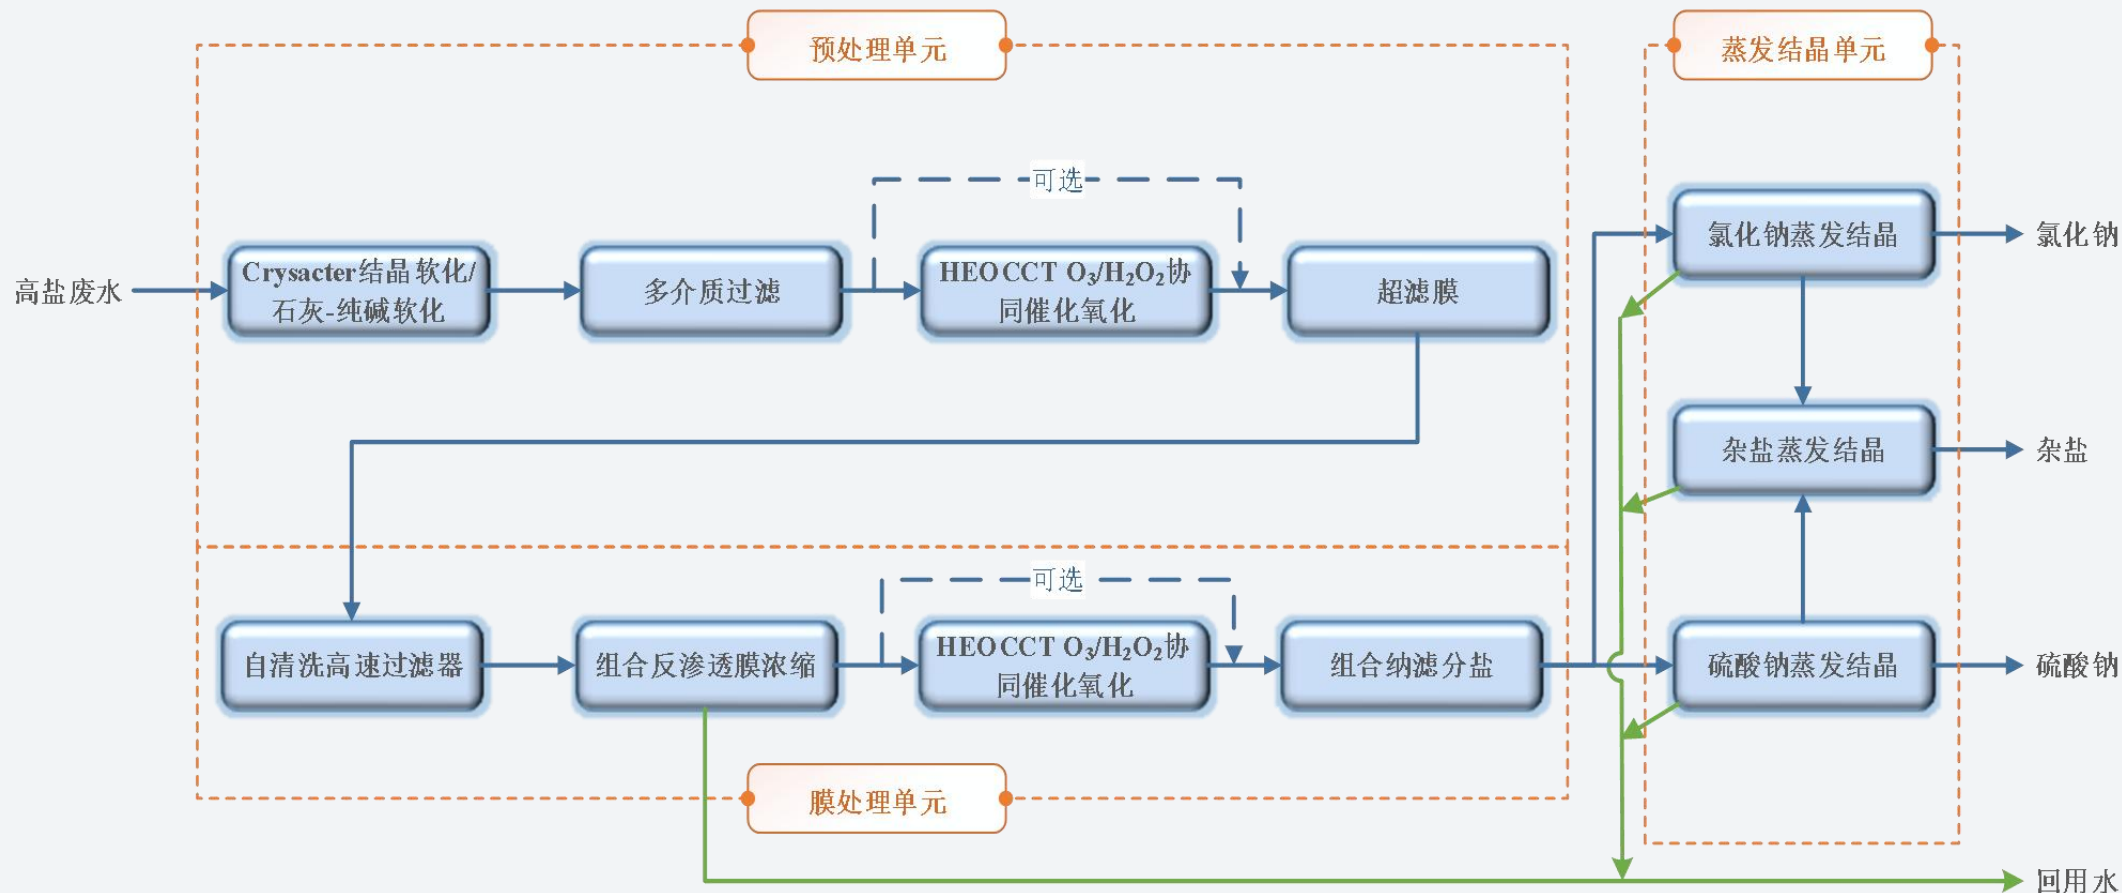 预处理单元
蒸发结晶单元
可选
高盐废水
Crysacter结晶软化/
石灰-纯碱软化
多介质过滤
HEOCCT O₃/H₂O₂协
同催化氧化
超滤膜
氯化钠蒸发结晶
氯化钠
杂盐蒸发结晶
杂盐
可选
自清洗高速过滤器
组合反渗透膜浓缩
HEOCCT O₃/H₂O₂协
同催化氧化
组合纳滤分盐
硫酸钠蒸发结晶
硫酸钠
膜处理单元
回用水